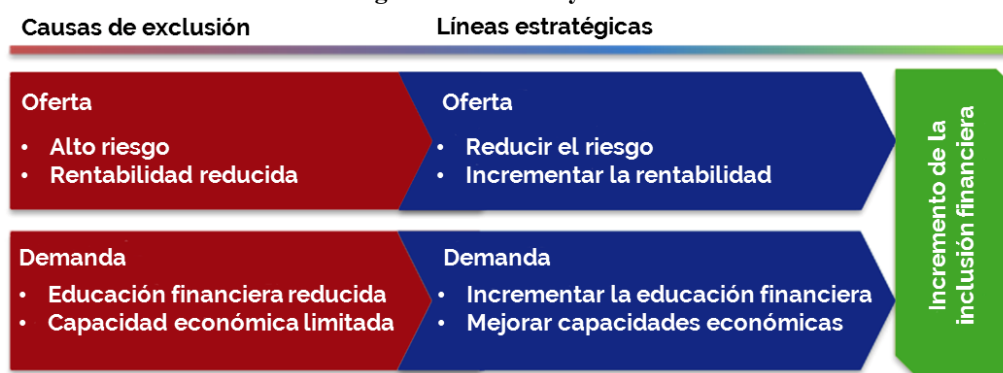 Causas de exclusión
Líneas estratégicas
Oferta
• Alto riesgo
• Rentabilidad reducida
Oferta
• Reducir el riesgo
• Incrementar la rentabilidad
Demanda
• Educación financiera reducida
• Capacidad económica limitada
Demanda
• Incrementar la educación financiera
• Mejorar capacidades económicas
Incremento de la
inclusión financiera